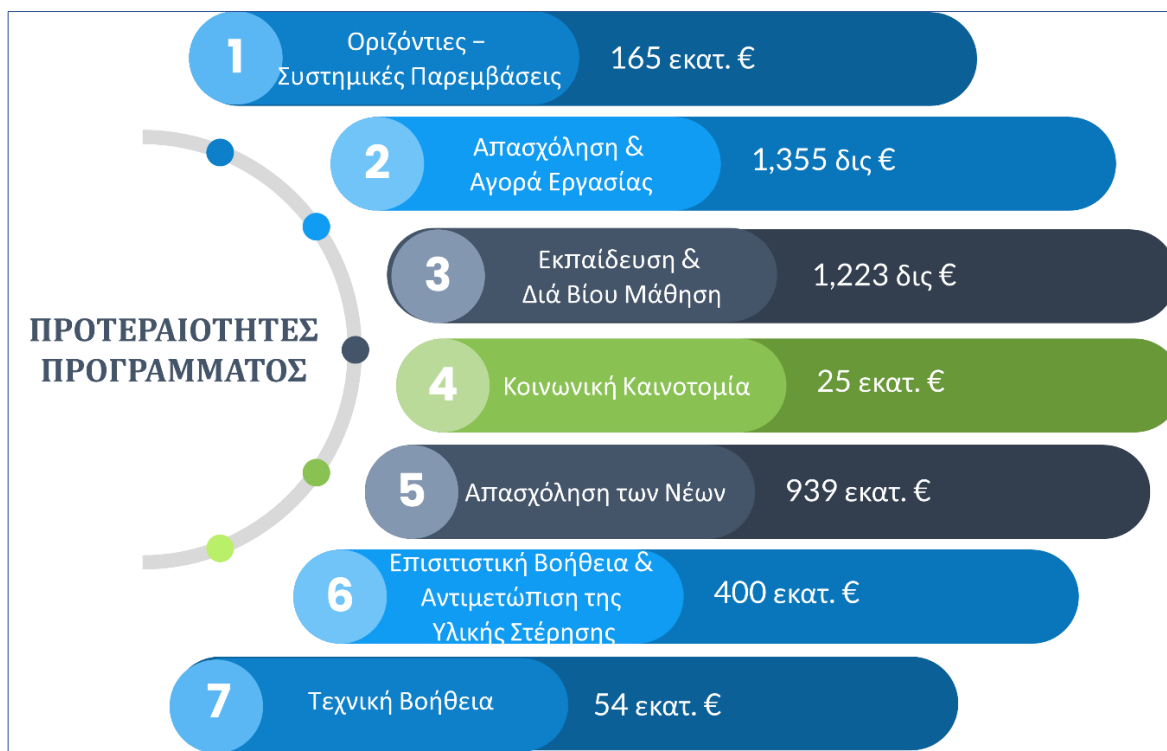 1
Οριζόντιες –
Συστημικές Παρεμβάσεις
165 εκατ. €
2
Απασχόληση &
Αγορά Εργασίας
1,355 δις €
3
Εκπαίδευση &
Διά Βίου Μάθηση
1,223 δις €
ΠΡΟΤΕΡΑΙΟΤΗΤΕΣ
ΠΡΟΓΡΑΜΜΑΤΟΣ
4
Κοινωνική Καινοτομία
25 εκατ. €
5
Απασχόληση των Νέων
939 εκατ. €
6
Επισιτιστική Βοήθεια &
Αντιμετώπιση της
Υλικής Στέρησης
400 εκατ. €
7
Τεχνική Βοήθεια
54 εκατ. €